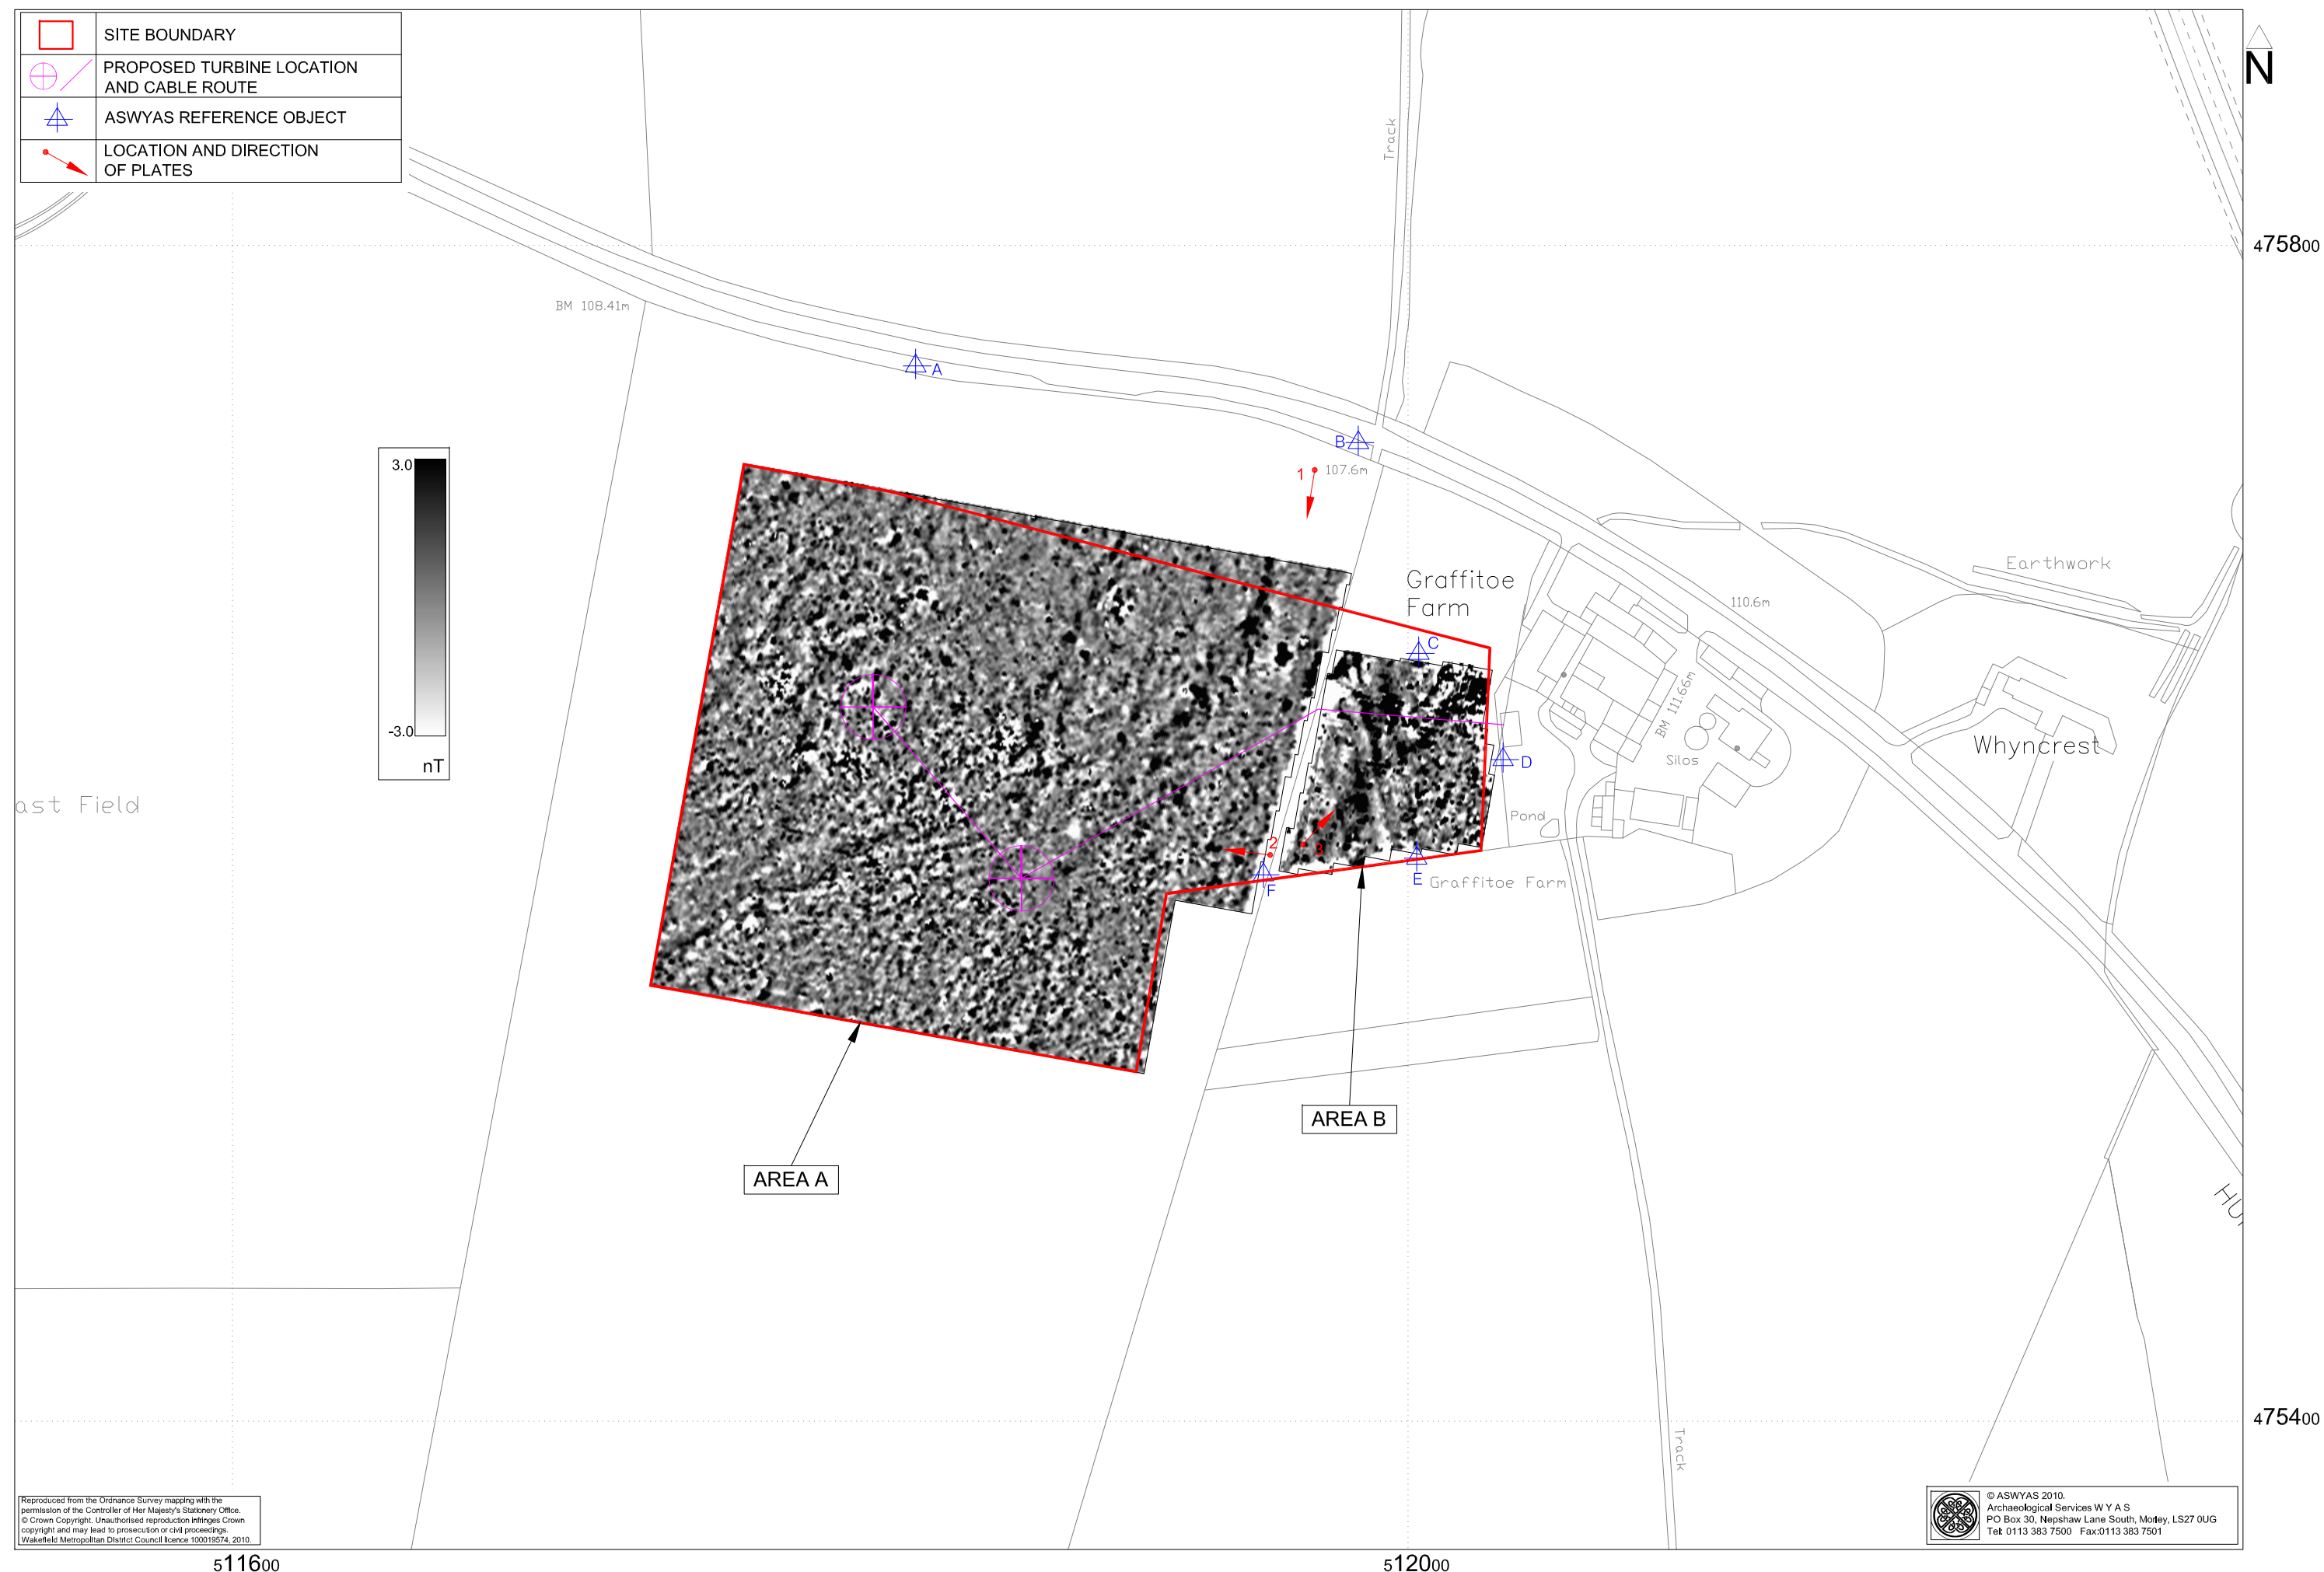 SITE BOUNDARY
PROPOSED TURBINE LOCATION
AND CABLE ROUTE
ASWYAS REFERENCE OBJECT
LOCATION AND DIRECTION
OF PLATES
N
475800
Track
BM 108.41m
A
B
1
107.6m
3.0
-3.0
nT
Graffitoe
Farm
Earthwork
110.6m
C
BM 111.66m
Whyncrest
Silos
D
ast Field
Pond
2
3
F
E
Graffitoe Farm
AREA B
AREA A
HU
475400
Track
Reproduced from the Ordnance Survey mapping with the
permission of the Controller of Her Majesty's Stationery Office.
© Crown Copyright. Unauthorised reproduction infringes Crown
copyright and may lead to prosecution or civil proceedings.
Wakefield Metropolitan District Council licence 100019574, 2010.
© ASWYAS 2010.
Archaeological Services W Y A S
PO Box 30, Nepshaw Lane South, Morley, LS27 0UG
Tel: 0113 383 7500 Fax:0113 383 7501
511600
512000